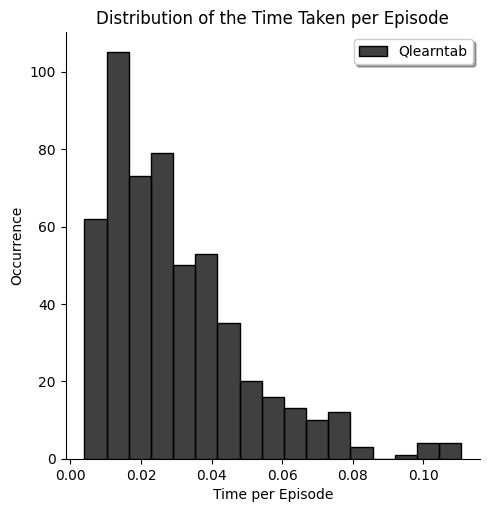 Distribution of the Time Taken per Episode
Qlearntab
100
80
60
40
20
0
Occurrence
0.00 0.02 0.04 0.06 0.08 0.10
Time per Episode